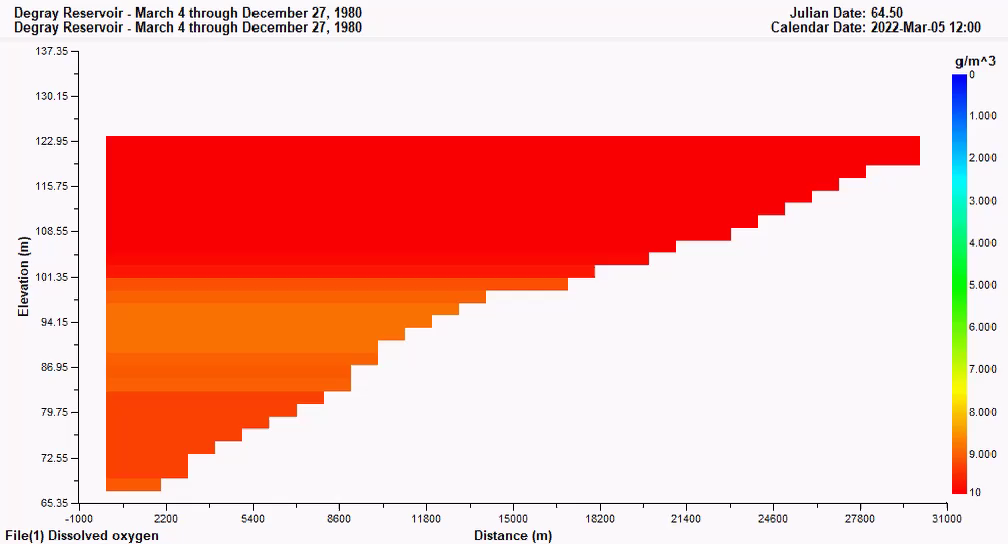 Degray Reservoir - March 4 through December 27, 1980
Degray Reservoir - March 4 through December 27, 1980
Julian Date: 64.50
Calendar Date: 2022-Mar-05 12:00
g/m^3
137.35
130.15
122.95
115.75
108.55
101.35
94.15
86.95
79.75
72.55
65.35
Elevation (m)
0
1.000
2.000
3.000
4.000
5.000
6.000
7.000
8.000
9.000
10
-1000 2200 5400 8600 11800 15000 18200 21400 24600 27800 31000
File(1) Dissolved oxygen
Distance (m)